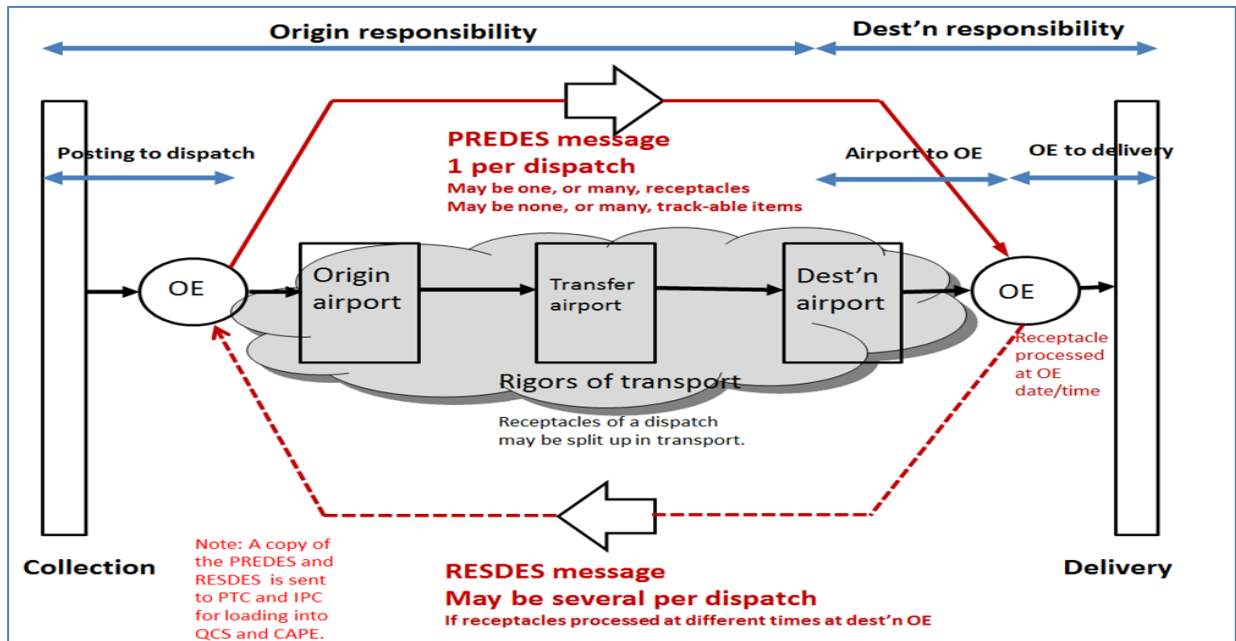 Origin responsibility
Dest'n responsibility
PREDES message
1 per dispatch
May be one, or many, receptacles
May be none, or many, track-able items
Posting to dispatch
Airport to OE
OE to delivery
OE
Origin
airport
Transfer
airport
Dest'n
airport
OE
Receptacle
processed
at OE
date/time
Rigors of transport
Receptacles of a dispatch
may be split up in transport.
Collection
Note: A copy of
the PREDES and
RESDES is sent
to PTC and IPC
for loading into
QCS and CAPE.
RESDES message
May be several per dispatch
If receptacles processed at different times at dest'n OE
Delivery